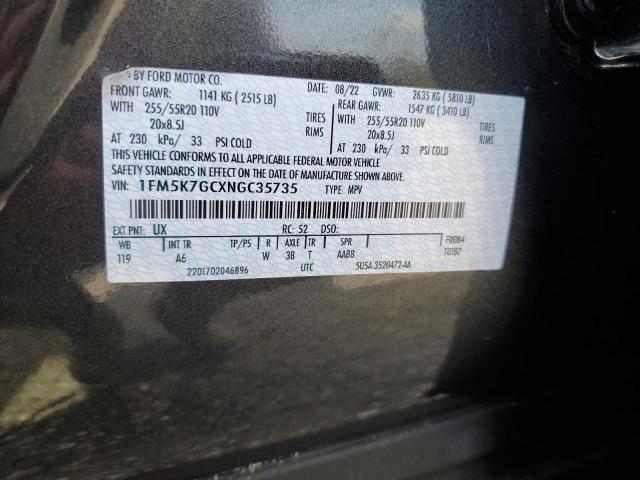 BY FORD MOTOR CO. DATE: 08/22 GVWR: 2635 KG ( 5810 LB)
FRONT GAWR: 1141 KG ( 2515 LB) REAR GAWR: 1547 KG ( 3410 LB)
WITH 255/55R20 110V TIRES WITH 255/55R20 110V TIRES
20x8.5J RIMS 20x8.5J RIMS
AT 230 kPa/ 33 PSI COLD AT 230 kPa/ 33 PSI COLD
THIS VEHICLE CONFORMS TO ALL APPLICABLE FEDERAL MOTOR VEHICLE
SAFETY STANDARDS IN EFFECT ON THE DATE OF MANUFACTURE SHOWN ABOVE.
VIN: 1FM5K7GCXNGC35735 TYPE: MPV
EXT PNT: UX RC: 52 DSO: F0084
WB INT TR TP/PS R AXLE TR SPR T0187
119 A6 W 3B T AABB
2201702046896 UTC 5U5A-3520472-AA